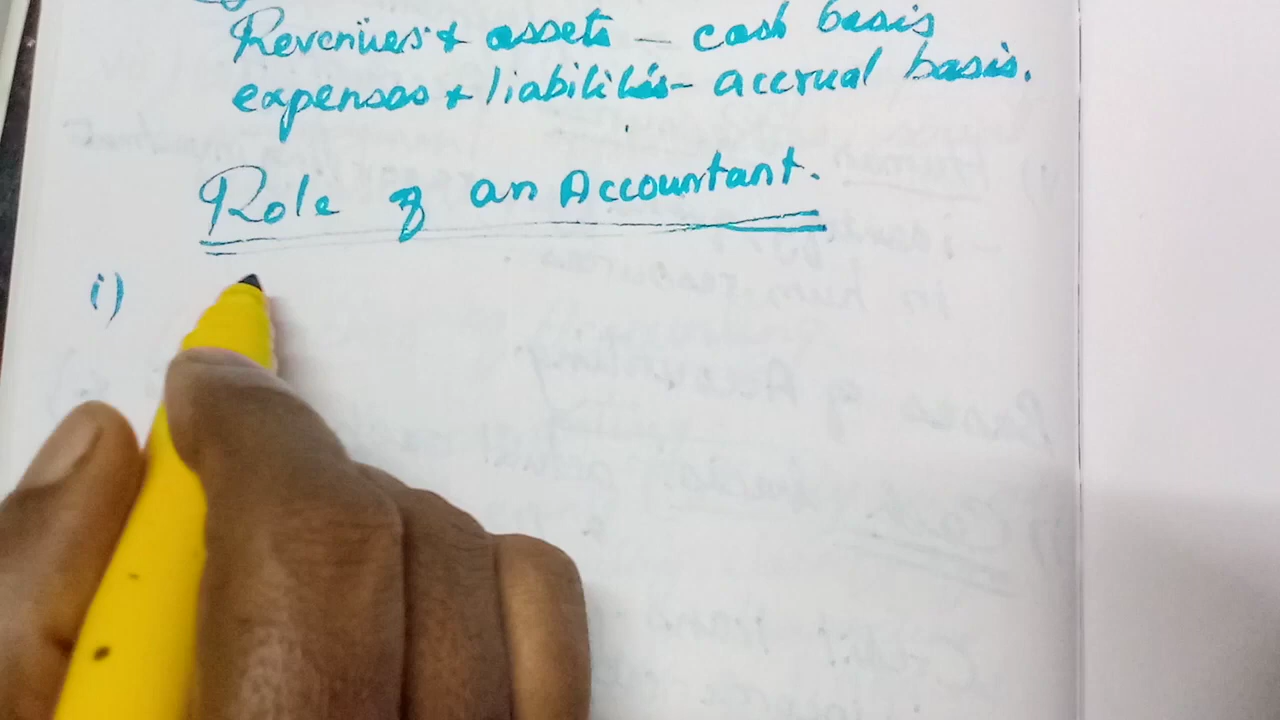 Revenues & assets – cash basis
expenses & liabilities – accrual basis.
Role of an Accountant.
i)